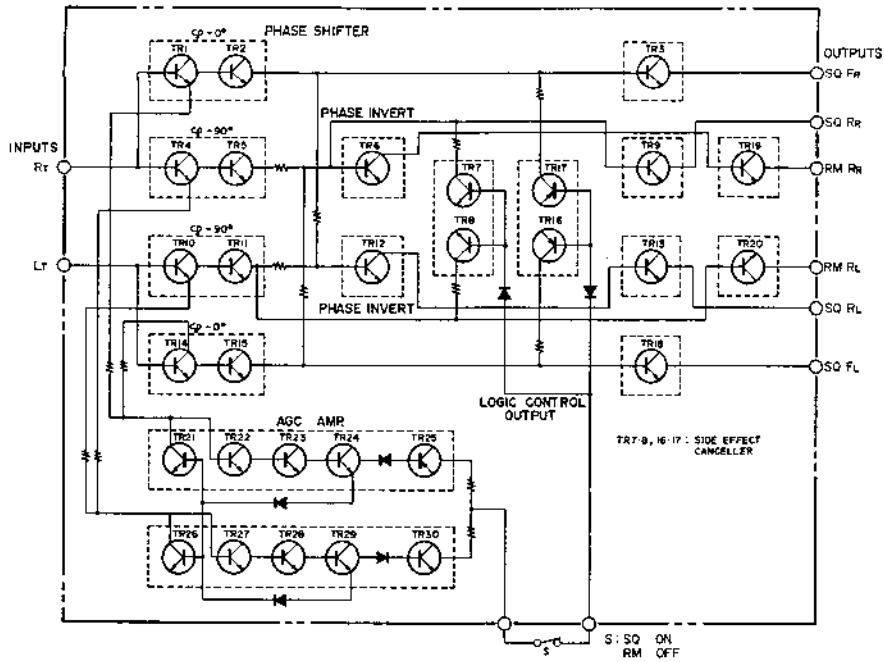 φ-0°
PHASE SHIFTER
TR1 TR2
TR3
OUTPUTS
SQ FR
PHASE INVERT
SQ RR
INPUTS
φ-90°
RT
TR4 TR5
TR6
TR7
TR17
TR9
TR19
RM RR
TR8
TR16
φ-90°
LT
TR10 TR11
TR12
TR13
TR20
RM RL
PHASE INVERT
SQ RL
φ-0°
TR14 TR15
TR18
SQ FL
LOGIC CONTROL
OUTPUT
AGC AMP.
TR7·8, 16·17 : SIDE EFFECT
CANCELLER
TR21 TR22 TR23 TR24 TR25
TR26 TR27 TR28 TR29 TR30
S
S : SQ ON
RM OFF